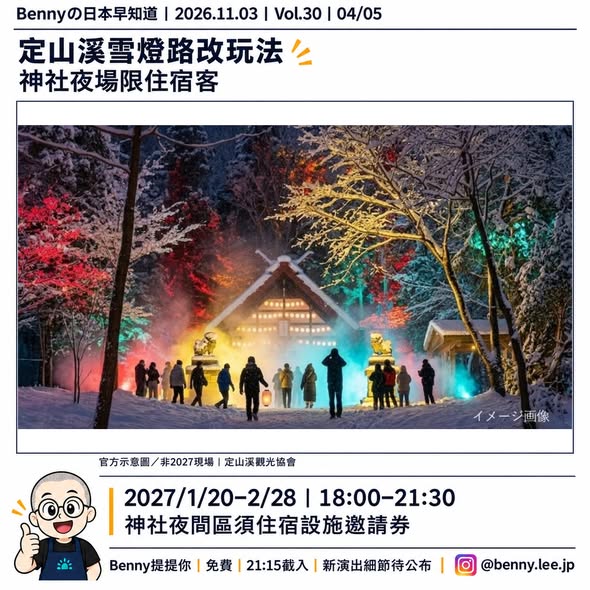 Bennyの日本早知道｜2026.11.03｜Vol.30｜04/05
定山溪雪燈路改玩法
神社夜場限住宿客
イメージ画像
官方示意圖／非2027現場｜定山溪觀光協會
2027/1/20–2/28｜18:00–21:30
神社夜間區須住宿設施邀請券
Benny提提你｜免費｜21:15截入｜新演出細節待公布｜@benny.lee.jp